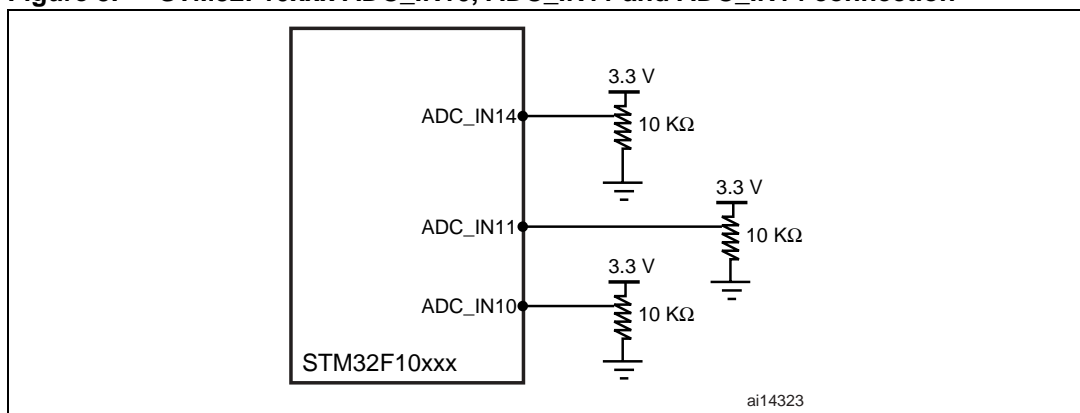 3.3 V
ADC_IN14
10 KΩ
3.3 V
ADC_IN11
10 KΩ
3.3 V
ADC_IN10
10 KΩ
STM32F10xxx
ai14323